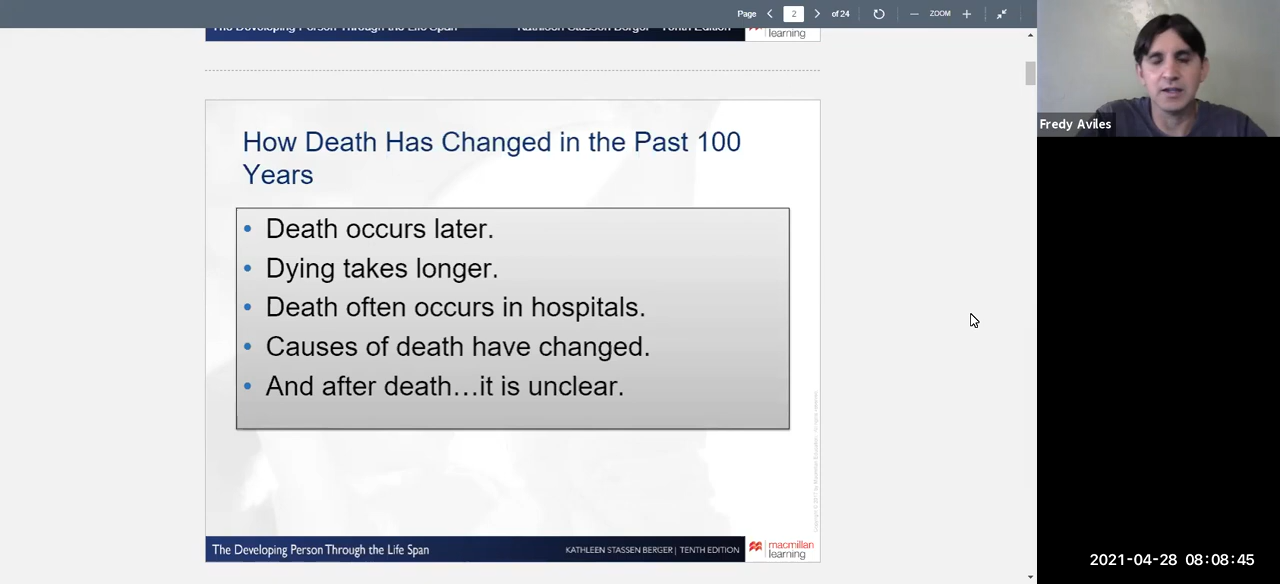 Page 2 of 24 ZOOM
The Developing Person Through the Life Span Kathleen Stassen Berger Tenth Edition
learning
Fredy Aviles
How Death Has Changed in the Past 100
Years
• Death occurs later.
• Dying takes longer.
• Death often occurs in hospitals.
• Causes of death have changed.
• And after death…it is unclear.
The Developing Person Through the Life Span
KATHLEEN STASSEN BERGER | TENTH EDITION
macmillan
learning
2021-04-28 08:08:45